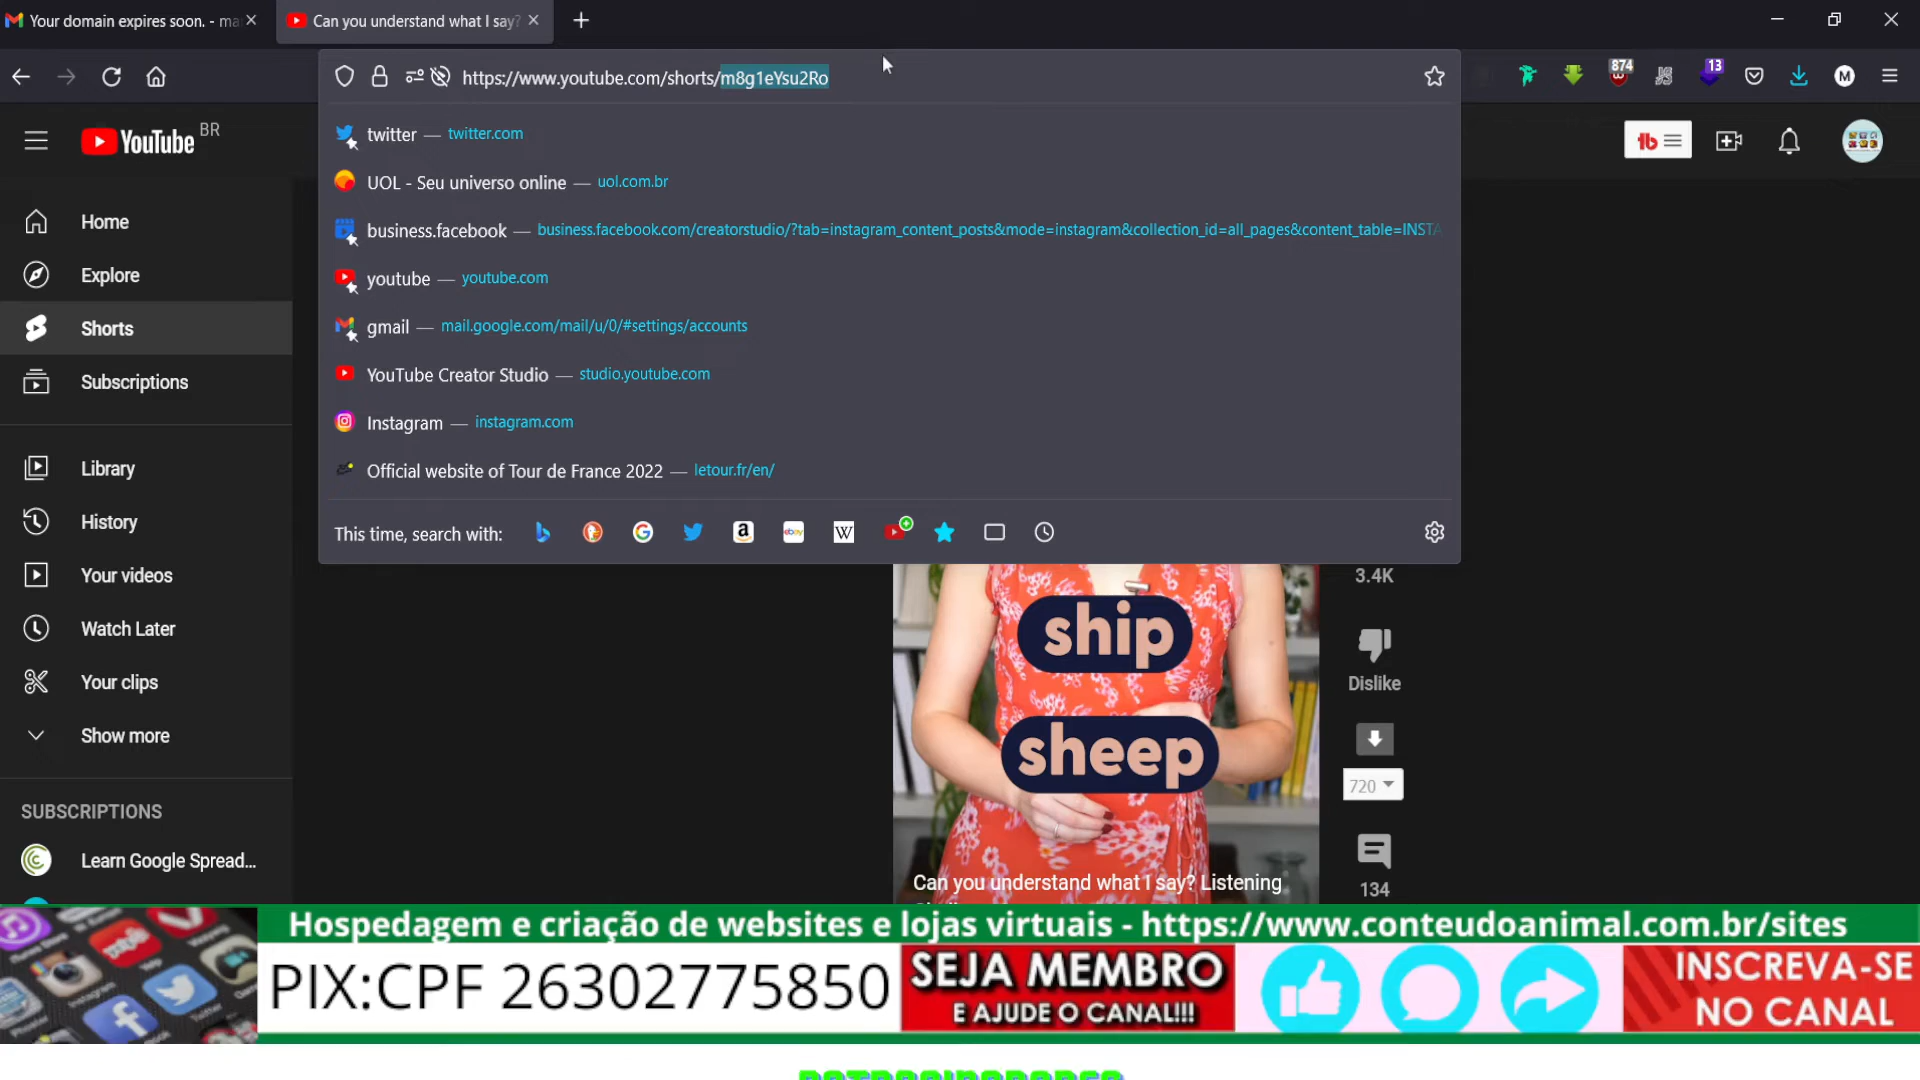 Your domain expires soon. - ma
Can you understand what I say?
https://www.youtube.com/shorts/m8g1eYsu2Ro
874
13
M
YouTube BR
twitter — twitter.com
UOL - Seu universo online — uol.com.br
business.facebook — business.facebook.com/creatorstudio/?tab=instagram_content_posts&mode=instagram&collection_id=all_pages&content_table=INSTA
youtube — youtube.com
gmail — mail.google.com/mail/u/0/#settings/accounts
YouTube Creator Studio — studio.youtube.com
Instagram — instagram.com
Official website of Tour de France 2022 — letour.fr/en/
This time, search with:
Home
Explore
Shorts
Subscriptions
Library
History
Your videos
Watch Later
Your clips
Show more
SUBSCRIPTIONS
Learn Google Spread...
3.4K
Dislike
720
134
ship
sheep
Can you understand what I say? Listening
Hospedagem e criação de websites e lojas virtuais - https://www.conteudoanimal.com.br/sites
PIX:CPF 26302775850
SEJA MEMBRO
E AJUDE O CANAL!!!
INSCREVA-SE
NO CANAL